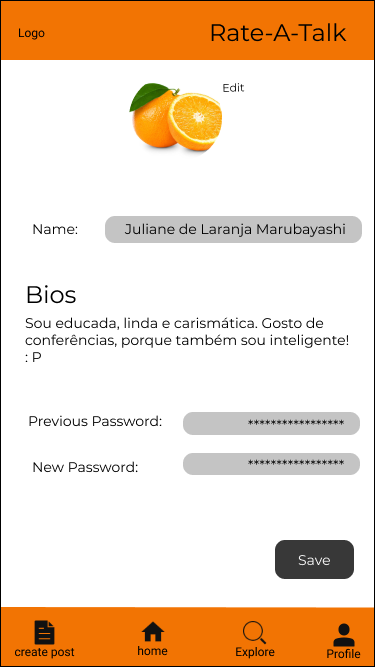 Logo
Rate-A-Talk
Edit
Name:
Juliane de Laranja Marubayashi
Bios
Sou educada, linda e carismática. Gosto de
conferências, porque também sou inteligente!
: P
Previous Password:
*****************
New Password:
*****************
Save
create post
home
Explore
Profile